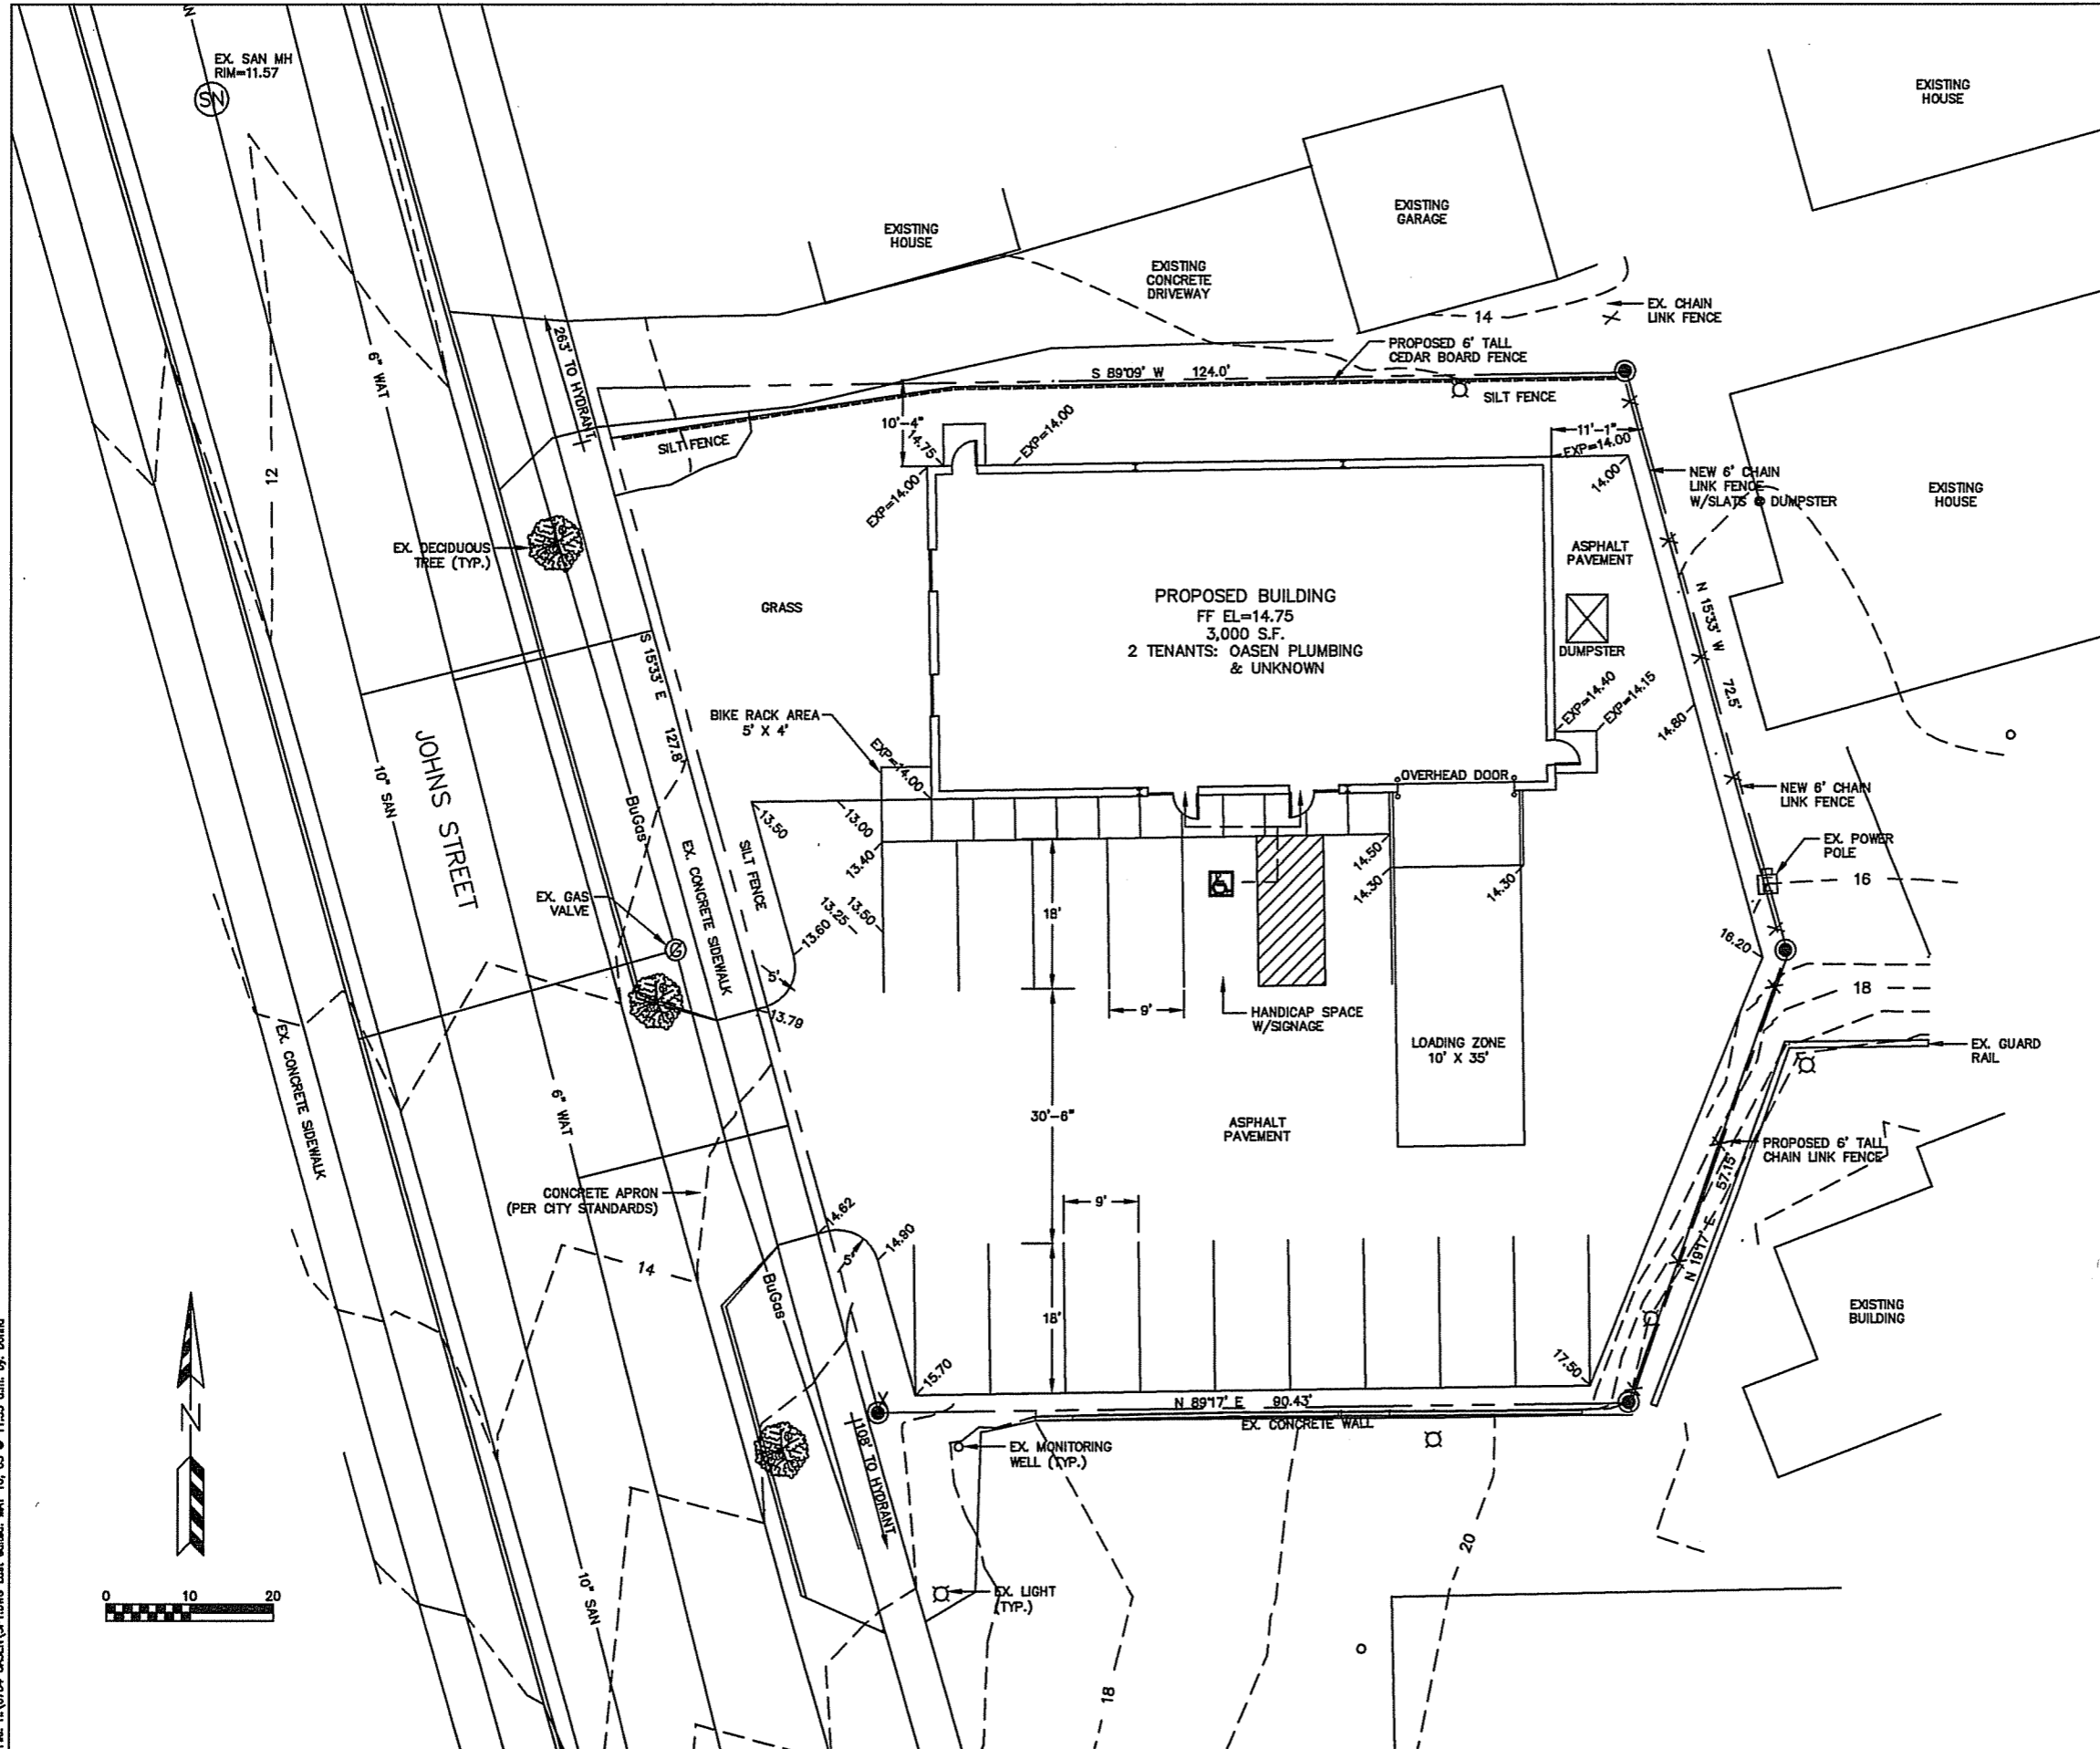 EX. SAN MH
RIM=11.57
SN
EXISTING
HOUSE
EXISTING
GARAGE
EXISTING
HOUSE
EXISTING
CONCRETE
DRIVEWAY
EX. CHAIN
LINK FENCE
14
263' TO HYDRANT
6" WAT
PROPOSED 6' TALL
CEDAR BOARD FENCE
S 89°09' W 124.0'
SILT FENCE
10'-4"
14.75
EXP=14.00
SILT FENCE
11'-1"
EXP=14.00
12
EXP=14.00
14.00
NEW 6' CHAIN
LINK FENCE
W/SLATS @ DUMPSTER
EXISTING
HOUSE
EX. DECIDUOUS
TREE (TYP.)
ASPHALT
PAVEMENT
GRASS
PROPOSED BUILDING
FF EL=14.75
3,000 S.F.
2 TENANTS: OASEN PLUMBING
& UNKNOWN
DUMPSTER
N 15°33' W 72.5'
S 15°33' E 127.8'
EXP=14.40
EXP=14.15
14.80
BIKE RACK AREA
5' X 4'
EXP=14.00
OVERHEAD DOOR
NEW 6' CHAIN
LINK FENCE
JOHNS STREET
10" SAN
BuGas
EX. CONCRETE SIDEWALK
SILT FENCE
13.50
13.00
13.40
14.50
14.30
14.30
EX. POWER
POLE
16
EX. GAS
VALVE
G
13.50
13.25
13.60
18'
16.20
5'
13.79
9'
HANDICAP SPACE
W/SIGNAGE
18
LOADING ZONE
10' X 35'
EX. GUARD
RAIL
EX. CONCRETE SIDEWALK
6" WAT
30'-6"
ASPHALT
PAVEMENT
PROPOSED 6' TALL
CHAIN LINK FENCE
CONCRETE APRON
(PER CITY STANDARDS)
9'
14.62
14.90
5'
N 19°17' E 57.15'
14
BuGas
18'
EXISTING
BUILDING
15.70
17.50
N 89°17' E 90.43'
EX. CONCRETE WALL
N
EX. MONITORING
WELL (TYP.)
108' TO HYDRANT
20
0 10 20
10" SAN
EX. LIGHT
(TYP.)
18